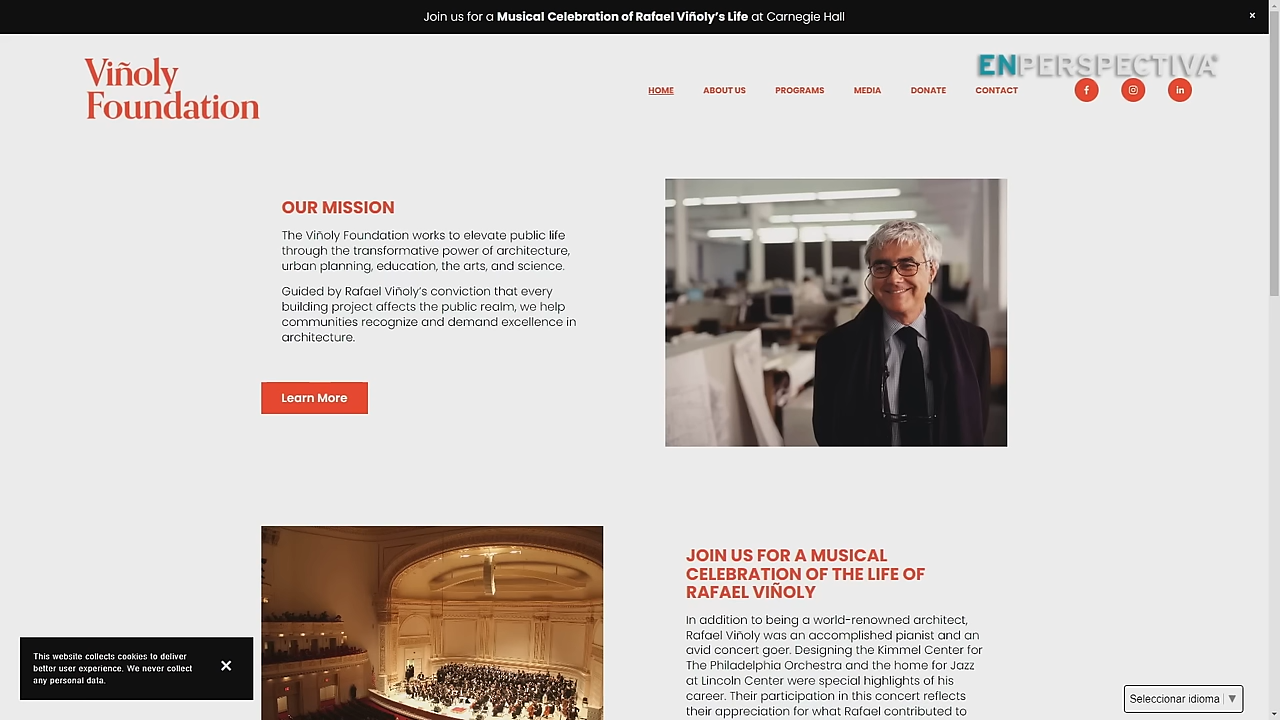 Join us for a Musical Celebration of Rafael Viñoly's Life at Carnegie Hall
×
Viñoly
Foundation
ENPERSPECTIVA
HOME
ABOUT US
PROGRAMS
MEDIA
DONATE
CONTACT
OUR MISSION
The Viñoly Foundation works to elevate public life
through the transformative power of architecture,
urban planning, education, the arts, and science.
Guided by Rafael Viñoly's conviction that every
building project affects the public realm, we help
communities recognize and demand excellence in
architecture.
Learn More
JOIN US FOR A MUSICAL
CELEBRATION OF THE LIFE OF
RAFAEL VIÑOLY
In addition to being a world-renowned architect,
Rafael Viñoly was an accomplished pianist and an
avid concert goer. Designing the Kimmel Center for
The Philadelphia Orchestra and the home for Jazz
at Lincoln Center were special highlights of his
career. Their participation in this concert reflects
their appreciation for what Rafael contributed to
This website collects cookies to deliver
better user experience. We never collect
any personal data.
Seleccionar idioma